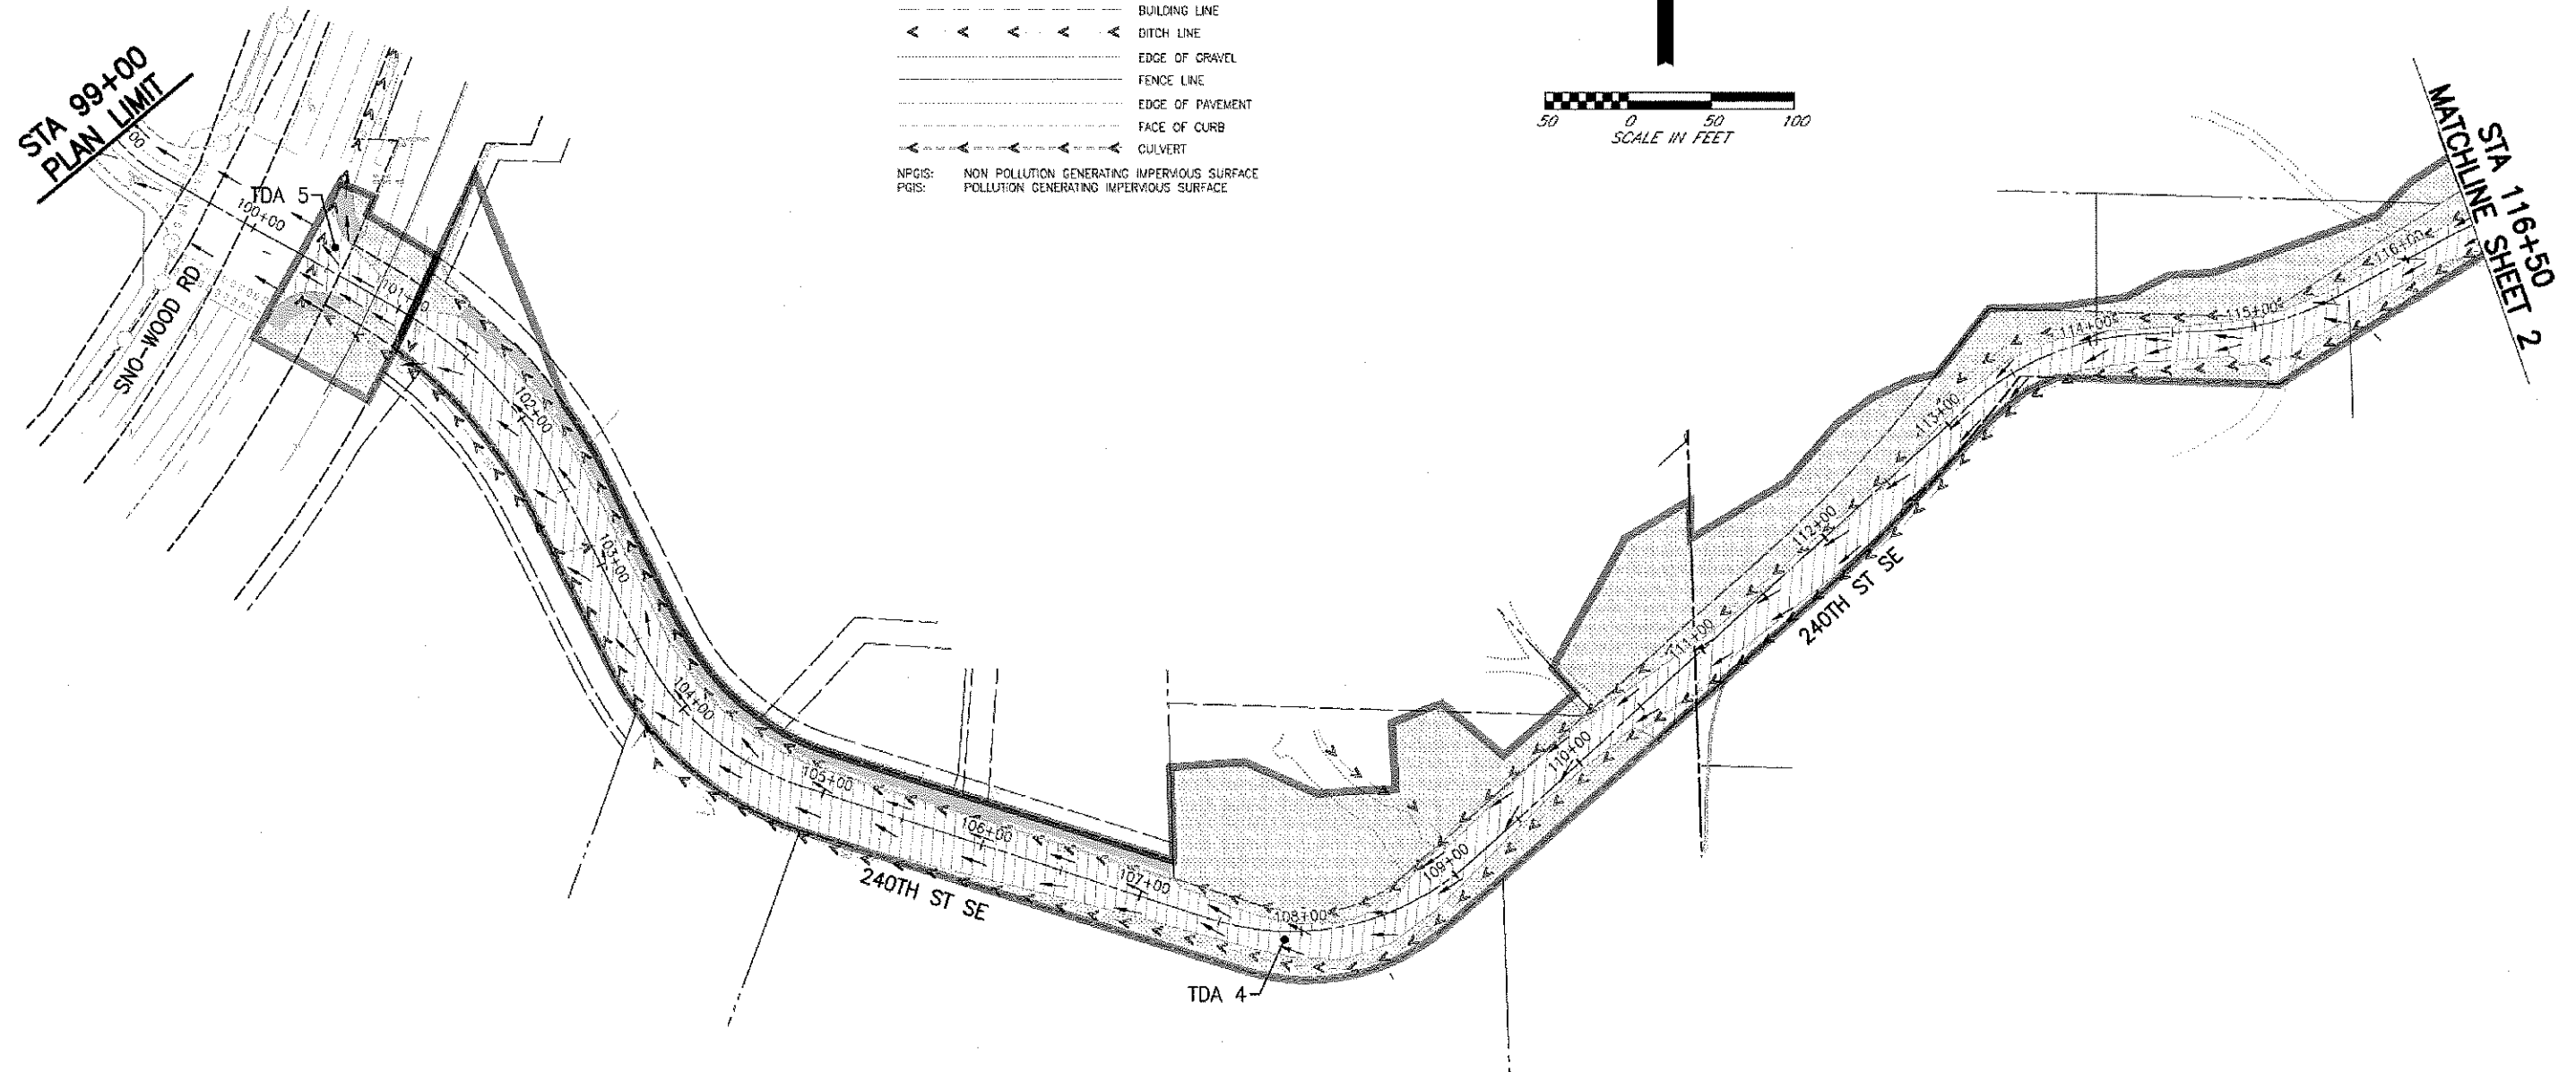 BUILDING LINE
DITCH LINE
EDGE OF GRAVEL
FENCE LINE
EDGE OF PAVEMENT
FACE OF CURB
CULVERT
NPGIS: NON POLLUTION GENERATING IMPERVIOUS SURFACE
PGIS: POLLUTION GENERATING IMPERVIOUS SURFACE
50 0 50 100
SCALE IN FEET
STA 99+00
PLAN LIMIT
STA 116+50
MATCHLINE SHEET 2
TDA 5
SNO-WOOD RD
100+00
101+00
102+00
103+00
104+00
105+00
106+00
107+00
108+00
109+00
110+00
111+00
112+00
113+00
114+00
115+00
116+00
240TH ST SE
240TH ST SE
TDA 4